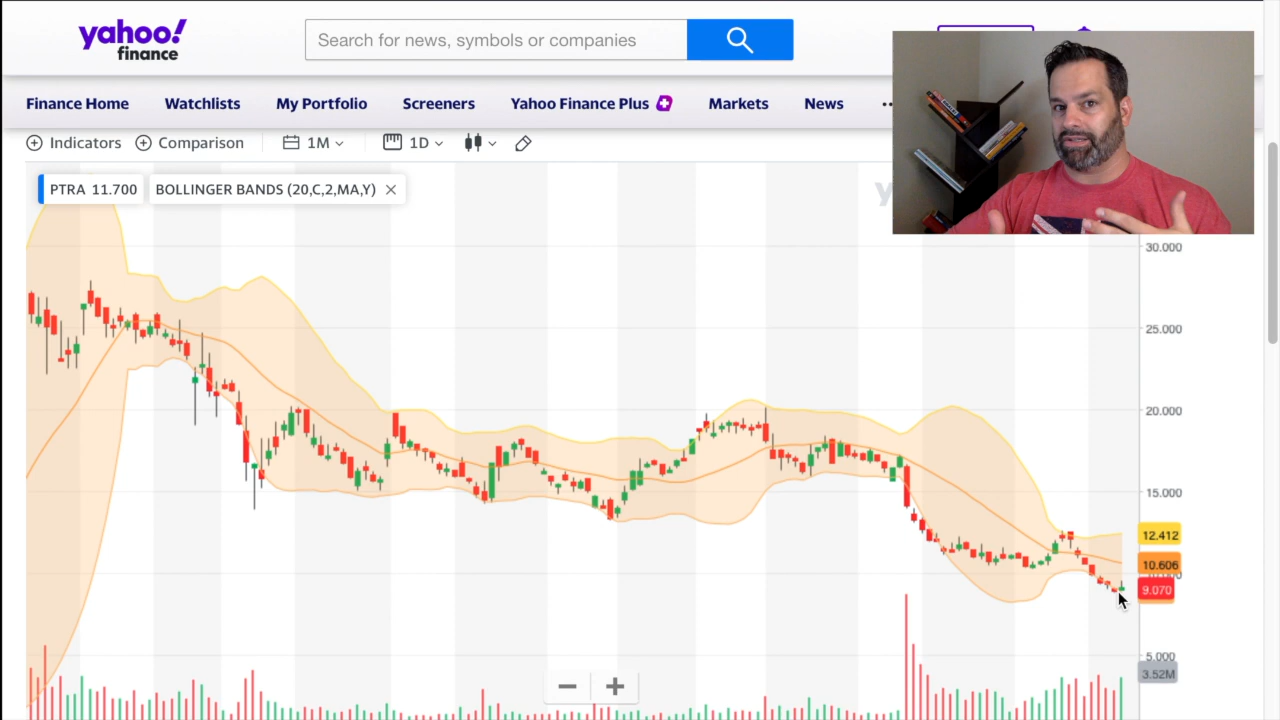 yahoo!
finance
Search for news, symbols or companies
Finance Home Watchlists My Portfolio Screeners Yahoo Finance Plus Markets News
Indicators Comparison 1M 1D
PTRA 11.700 BOLLINGER BANDS (20,C,2,MA,Y)
30.000
25.000
20.000
15.000
12.412
10.606
9.070
5.000
3.52M